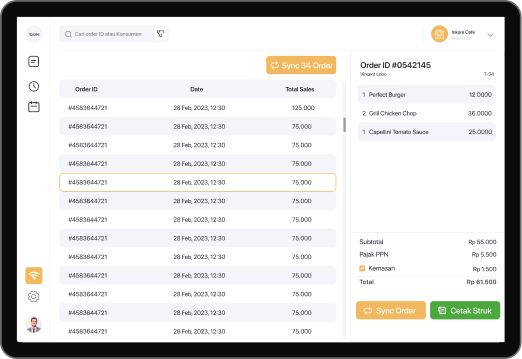 Cari order ID atau Konsumen
Inkare Cafe
Sync 34 Order
Order ID Date Total Sales
#4583644721 28 Feb, 2023, 12:30 125.000
#4583644721 28 Feb, 2023, 12:30 75.000
#4583644721 28 Feb, 2023, 12:30 75.000
#4583644721 28 Feb, 2023, 12:30 75.000
#4583644721 28 Feb, 2023, 12:30 75.000
#4583644721 28 Feb, 2023, 12:30 75.000
#4583644721 28 Feb, 2023, 12:30 75.000
#4583644721 28 Feb, 2023, 12:30 75.000
#4583644721 28 Feb, 2023, 12:30 75.000
#4583644721 28 Feb, 2023, 12:30 75.000
#4583644721 28 Feb, 2023, 12:30 75.000
#4583644721 28 Feb, 2023, 12:30 75.000
#4583644721 28 Feb, 2023, 12:30 75.000
Order ID #0542145
Vincent Lobo T-34
1 Perfect Burger 12.0000
2 Grill Chicken Chop 36.0000
1 Capellini Tomato Sauce 25.0000
Subtotal Rp 55.000
Pajak PPN Rp 5.500
Kemasan Rp 1.500
Total Rp 61.500
Sync Order
Cetak Struk